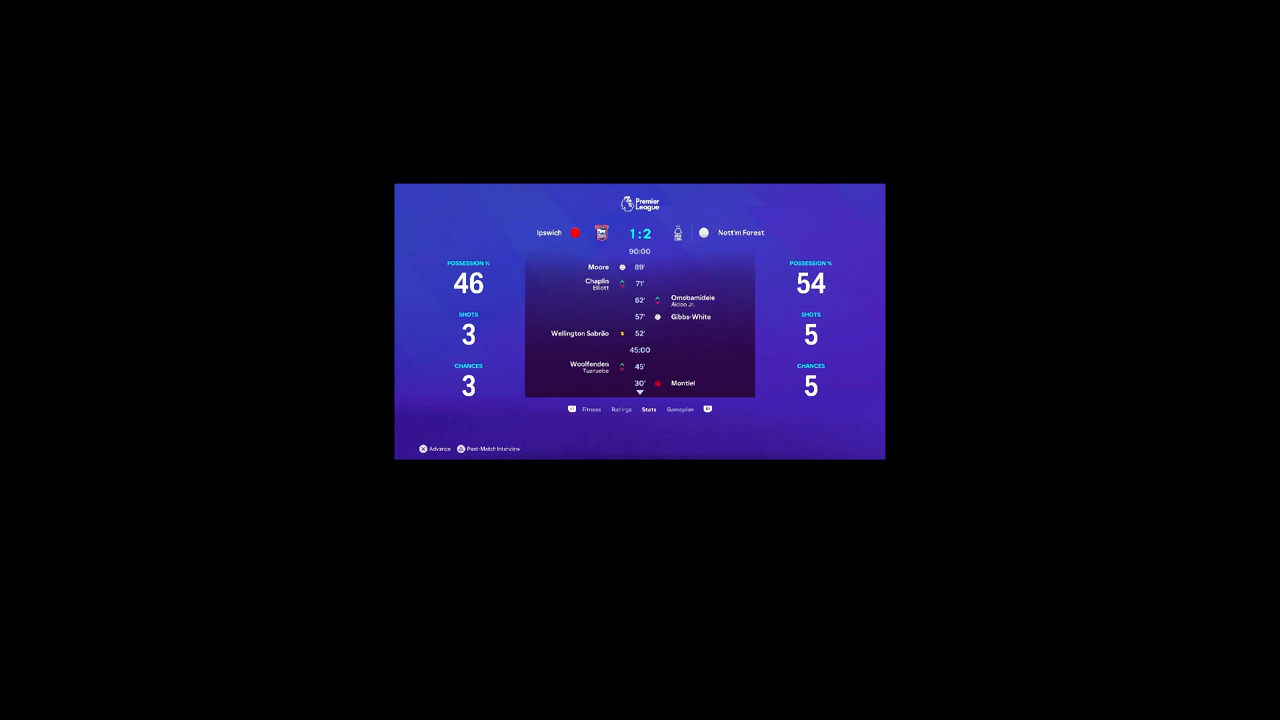 Premier
League
Ipswich 1:2 Nott'm Forest
90:00
POSSESSION %
46
SHOTS
3
CHANCES
3
Moore 89'
Chaplin 71'
Elliott
62' Omobamidele
Aidoo Jr.
57' Gibbs-White
Wellington Sabrão 52'
45:00
Woolfenden 45'
Tuanzebe
30' Montiel
POSSESSION %
54
SHOTS
5
CHANCES
5
Fitness Ratings Stats Gameplan
Advance Post-Match Interview